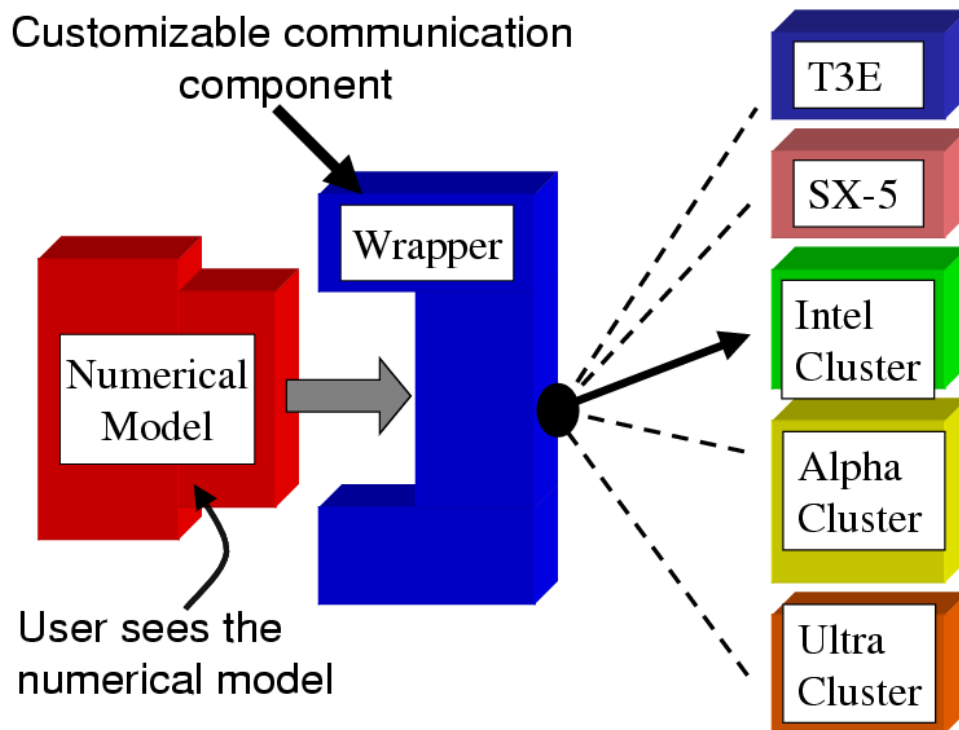 Customizable communication
component
T3E
SX-5
Wrapper
Intel
Cluster
Numerical
Model
Alpha
Cluster
User sees the
numerical model
Ultra
Cluster